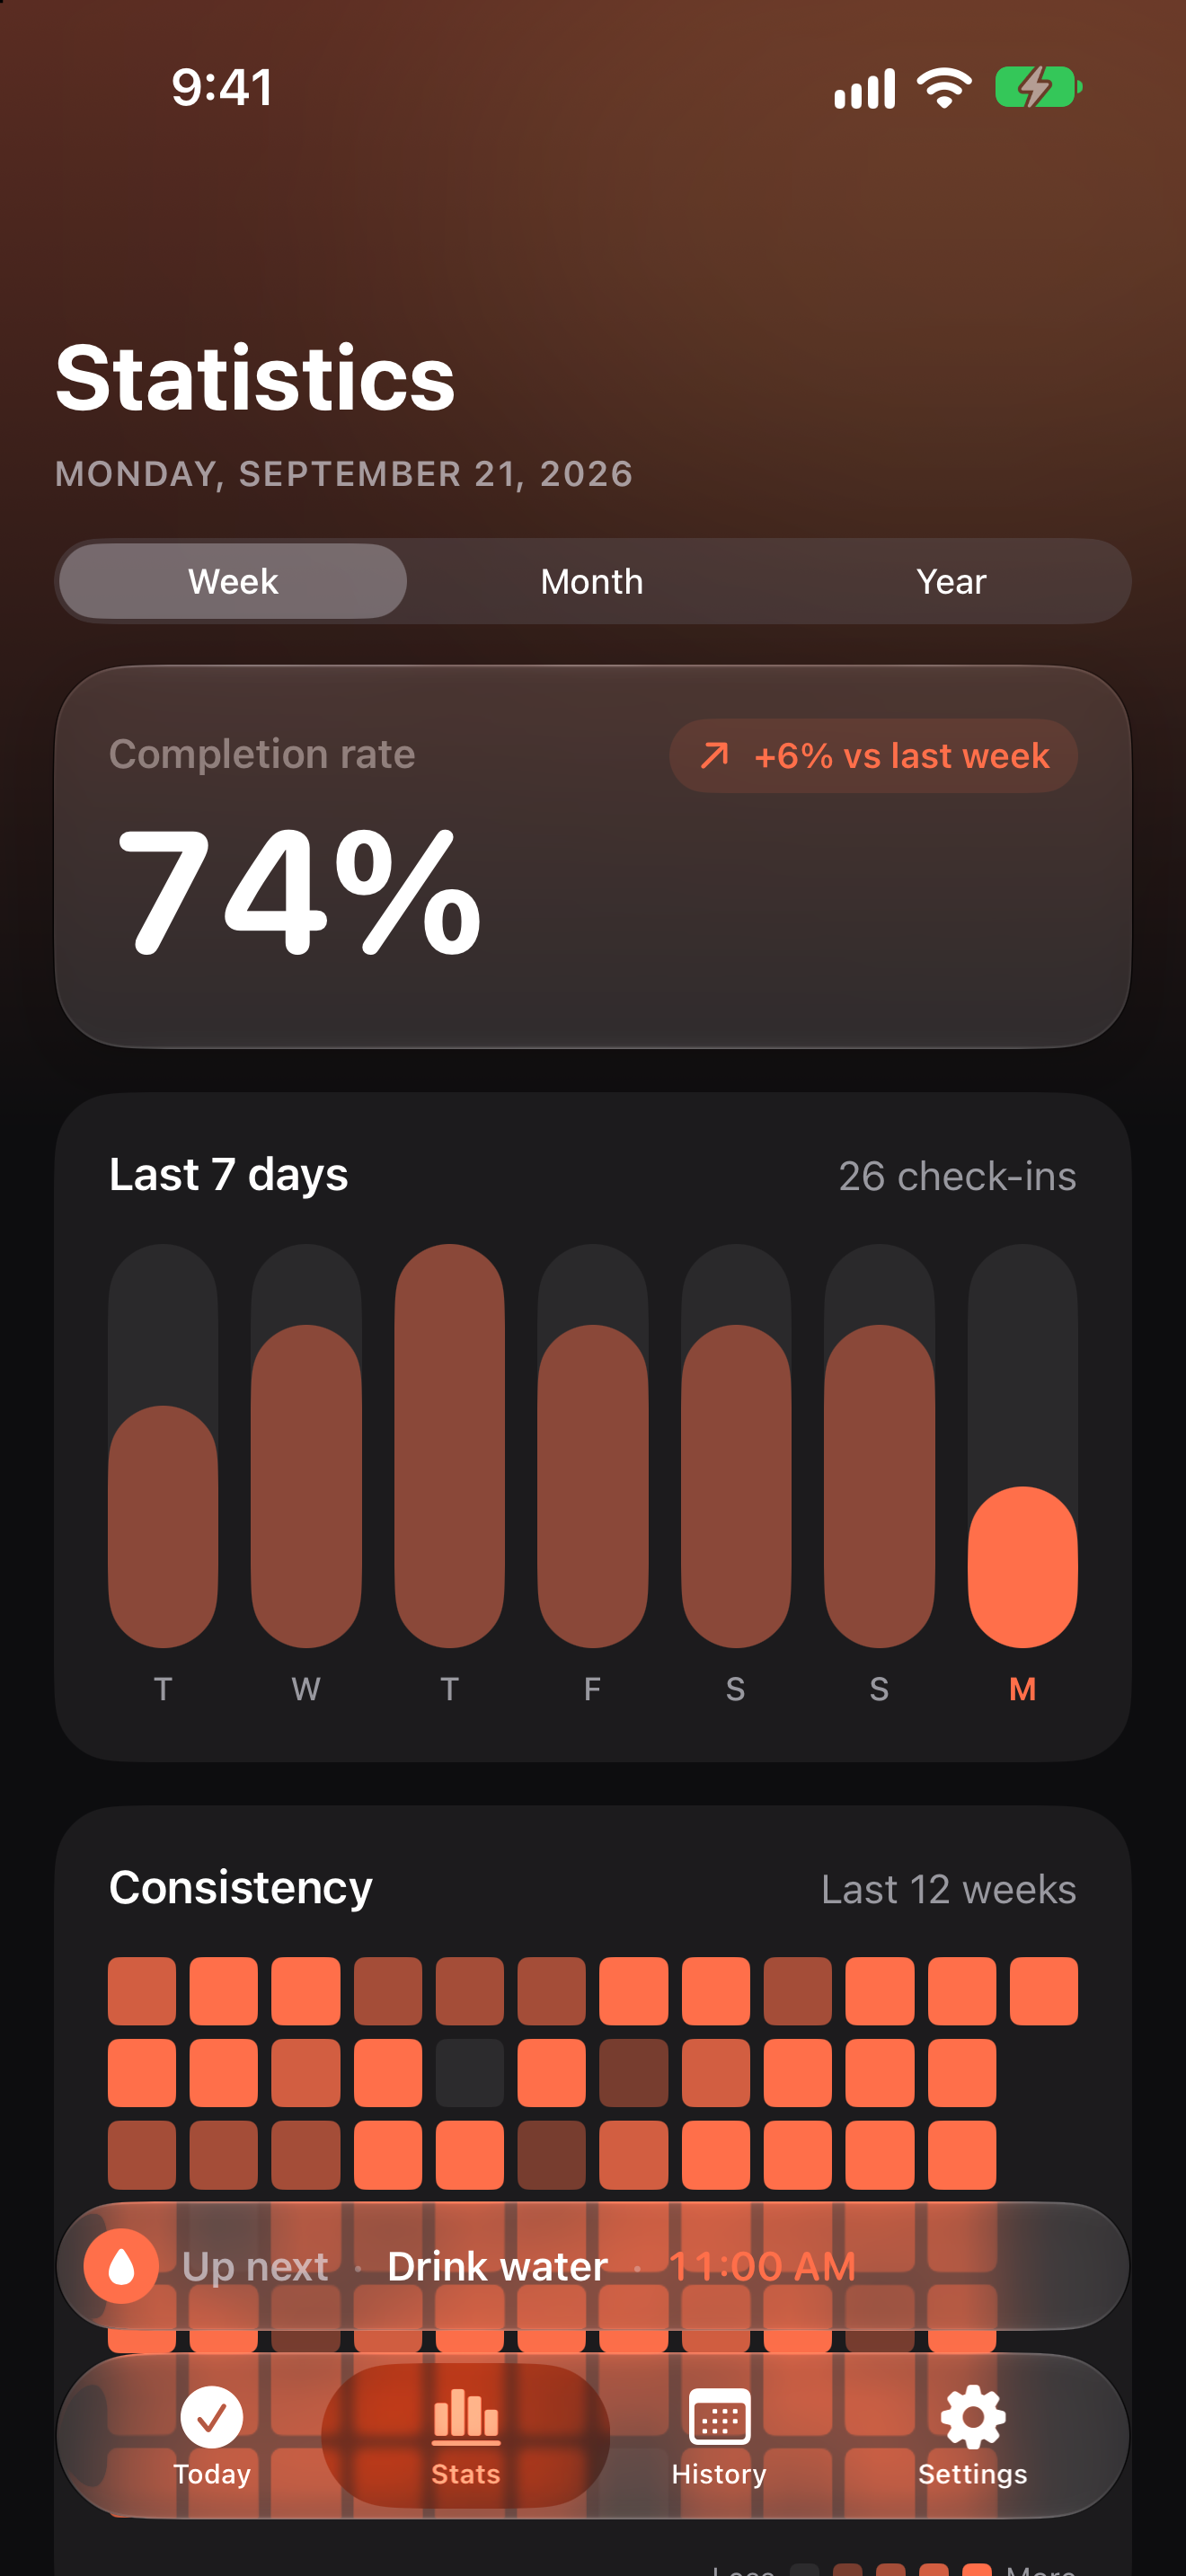 9:41
Statistics
MONDAY, SEPTEMBER 21, 2026
Week Month Year
Completion rate +6% vs last week
74%
Last 7 days 26 check-ins
T W T F S S M
Consistency Last 12 weeks
Up next · Drink water · 11:00 AM
Today Stats History Settings
Less More